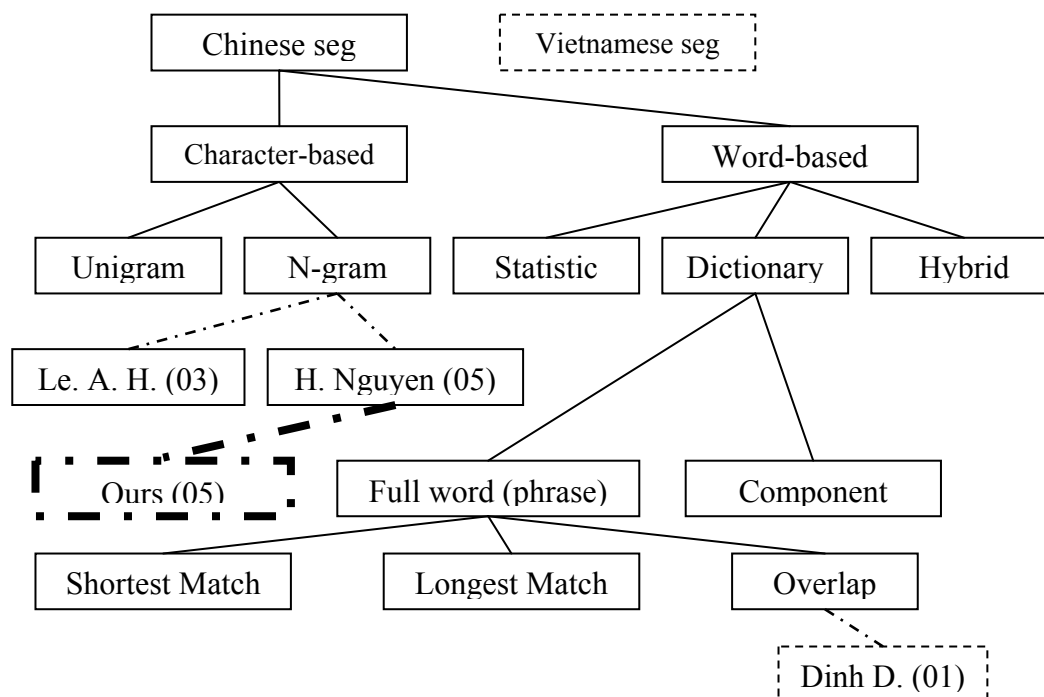 Chinese seg
Vietnamese seg
Character-based
Word-based
Unigram
N-gram
Statistic
Dictionary
Hybrid
Le. A. H. (03)
H. Nguyen (05)
Ours (05)
Full word (phrase)
Component
Shortest Match
Longest Match
Overlap
Dinh D. (01)